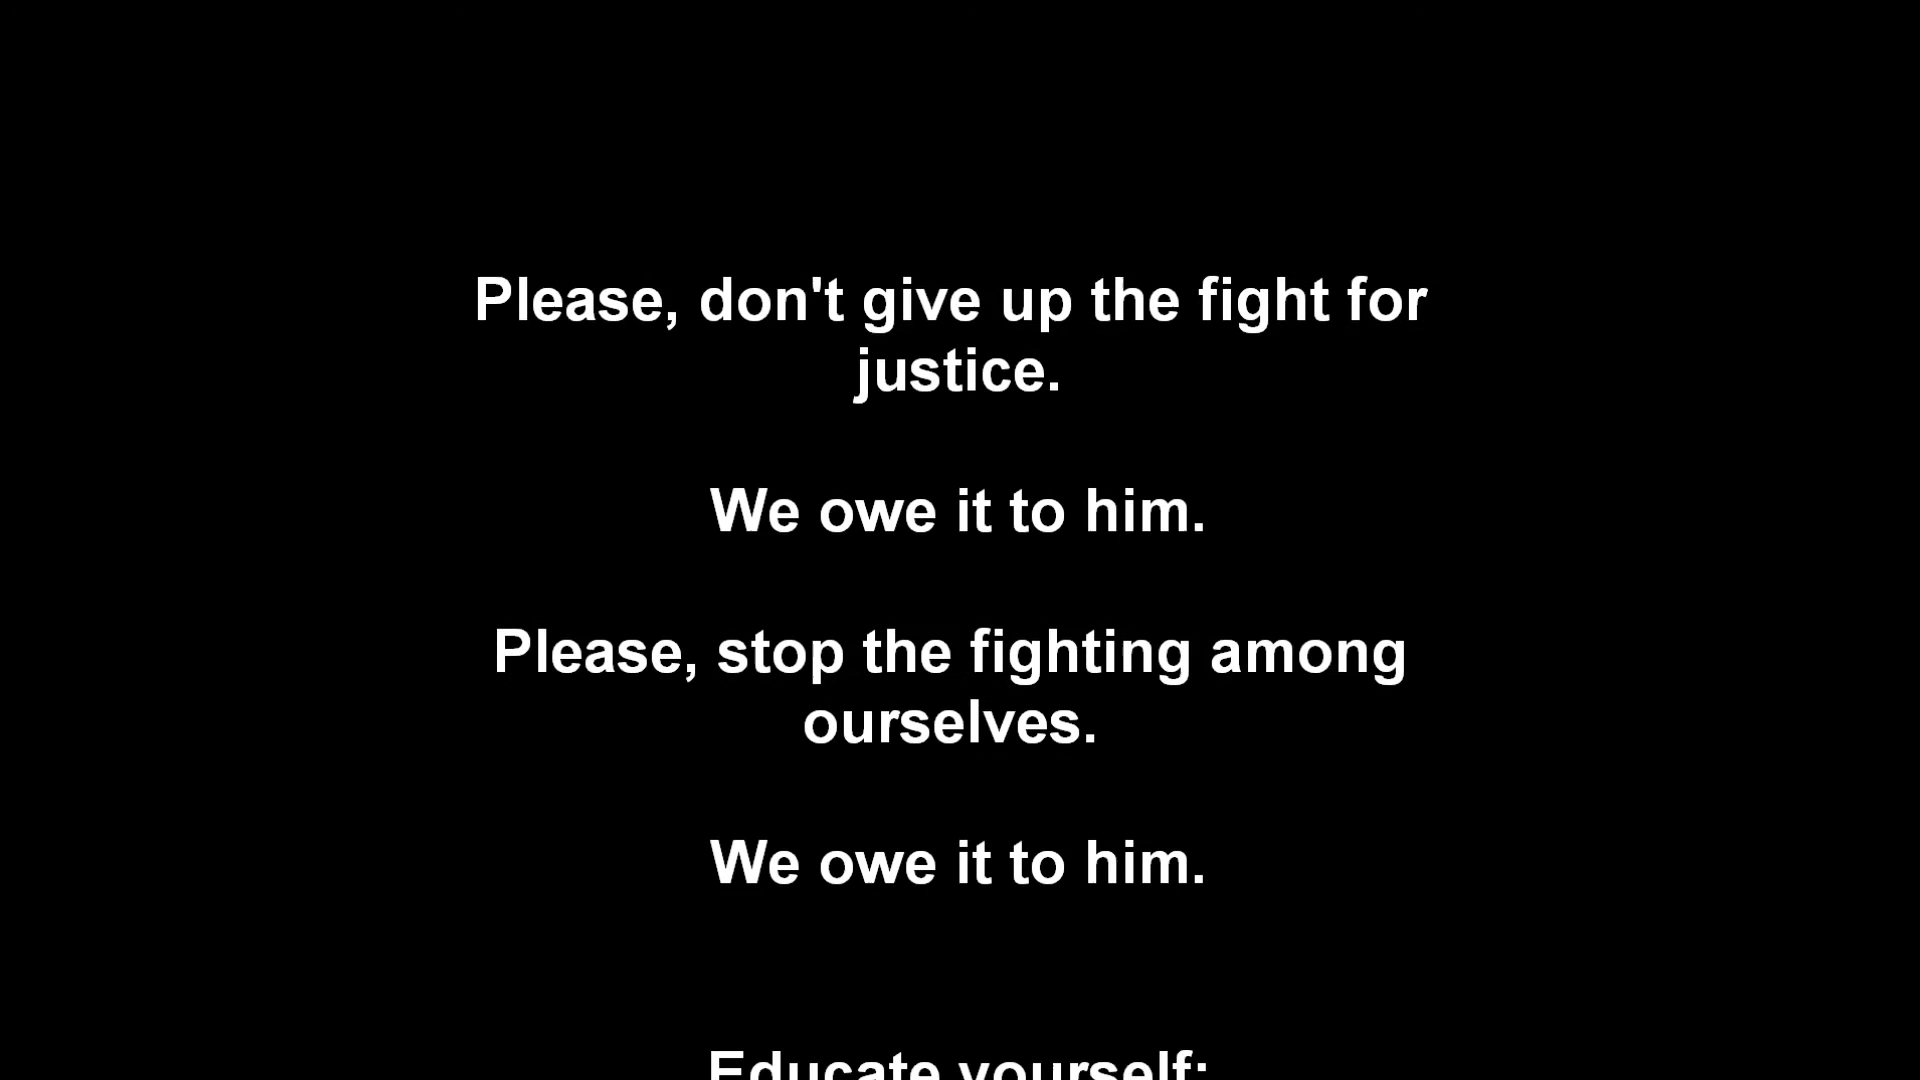 Please, don't give up the fight for
justice.
We owe it to him.
Please, stop the fighting among
ourselves.
We owe it to him.
Educate yourself: